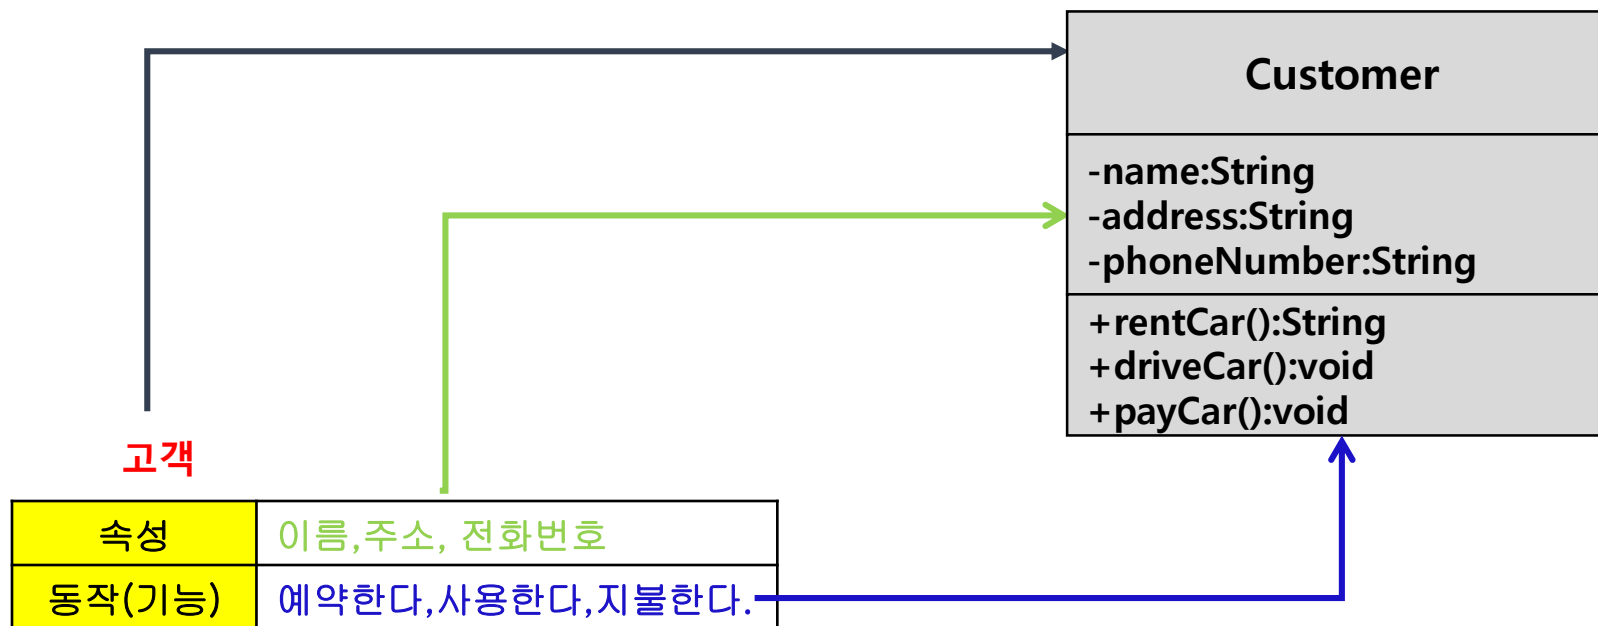 Customer
-name:String
-address:String
-phoneNumber:String
+rentCar():String
+driveCar():void
+payCar():void
고객
속성 이름,주소, 전화번호
동작(기능) 예약한다,사용한다,지불한다.